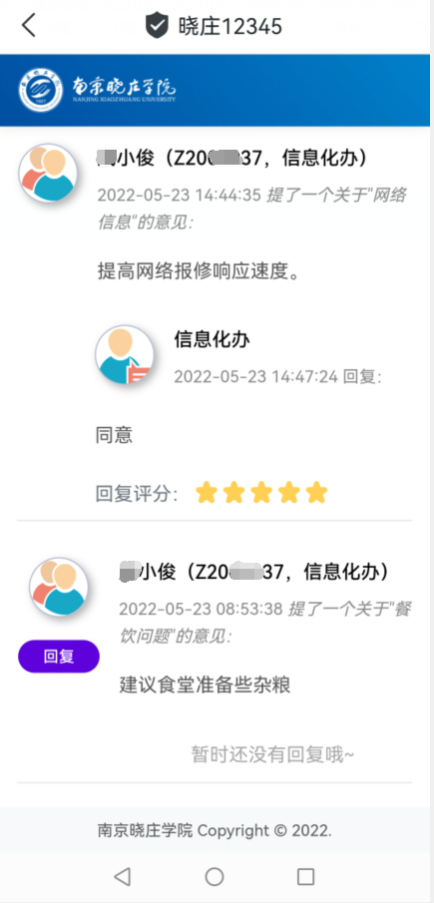 晓庄12345
南京晓庄学院
NANJING XIAOZHUANG UNIVERSITY
小俊（Z20 37，信息化办）
2022-05-23 14:44:35 提了一个关于"网络
信息"的意见：
提高网络报修响应速度。
信息化办
2022-05-23 14:47:24 回复：
同意
回复评分：
小俊（Z20 37，信息化办）
2022-05-23 08:53:38 提了一个关于"餐
饮问题"的意见：
回复
建议食堂准备些杂粮
暂时还没有回复哦~
南京晓庄学院 Copyright © 2022.